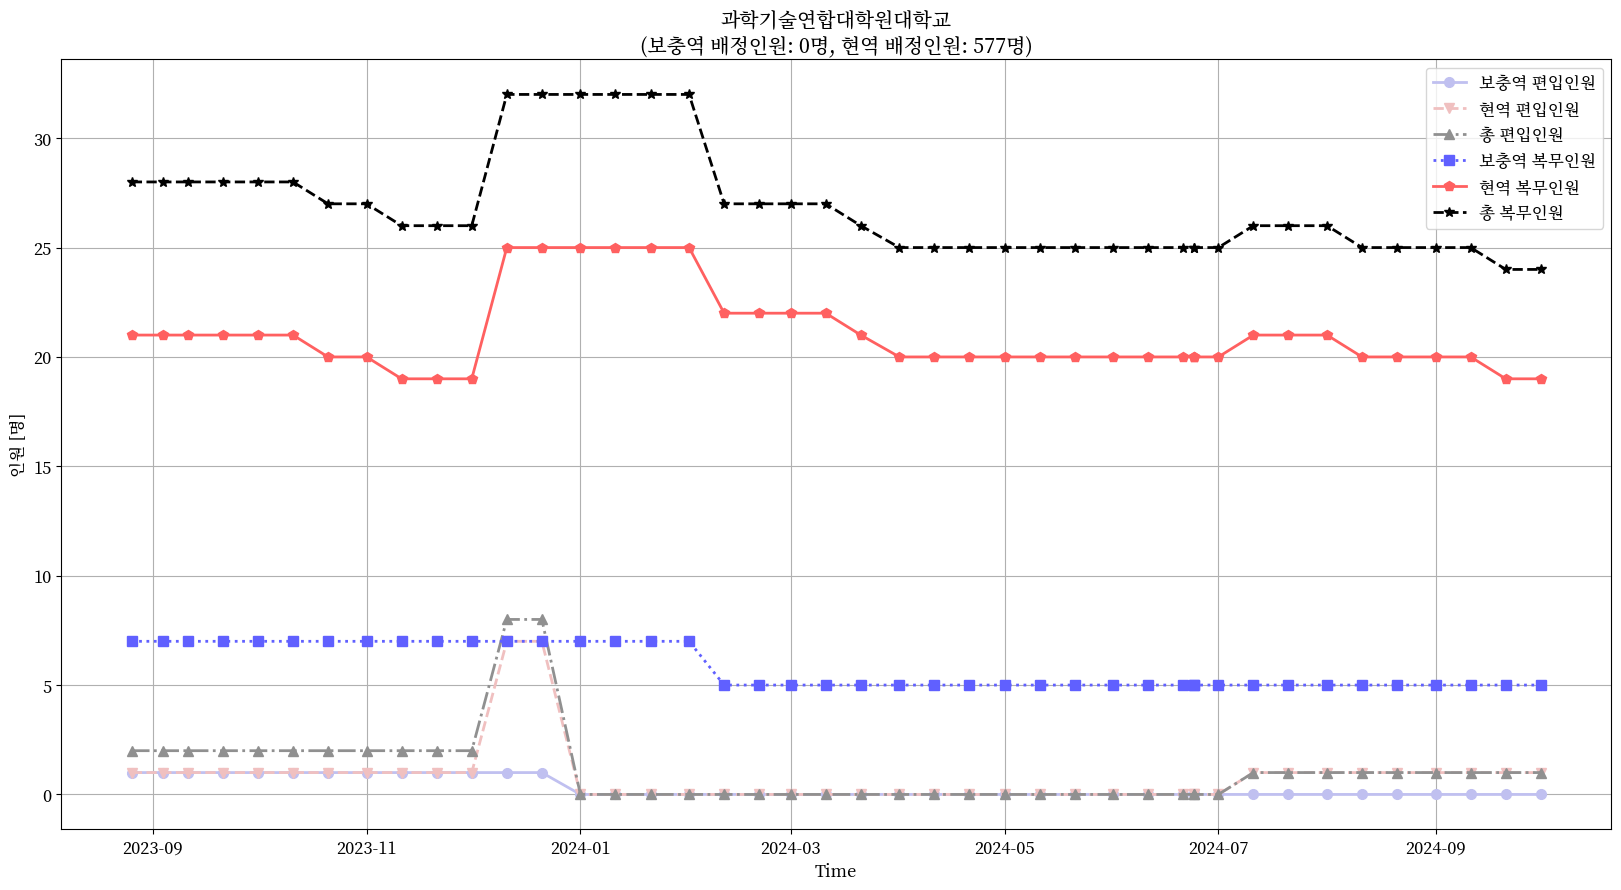 과학기술연합대학원대학교
(보충역 배정인원: 0명, 현역 배정인원: 577명)
보충역 편입인원
현역 편입인원
총 편입인원
보충역 복무인원
현역 복무인원
총 복무인원
인원 [명]
30
25
20
15
10
5
0
2023-09
2023-11
2024-01
2024-03
2024-05
2024-07
2024-09
Time